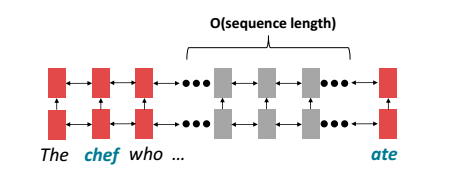 O(sequence length)
The chef who ... ate